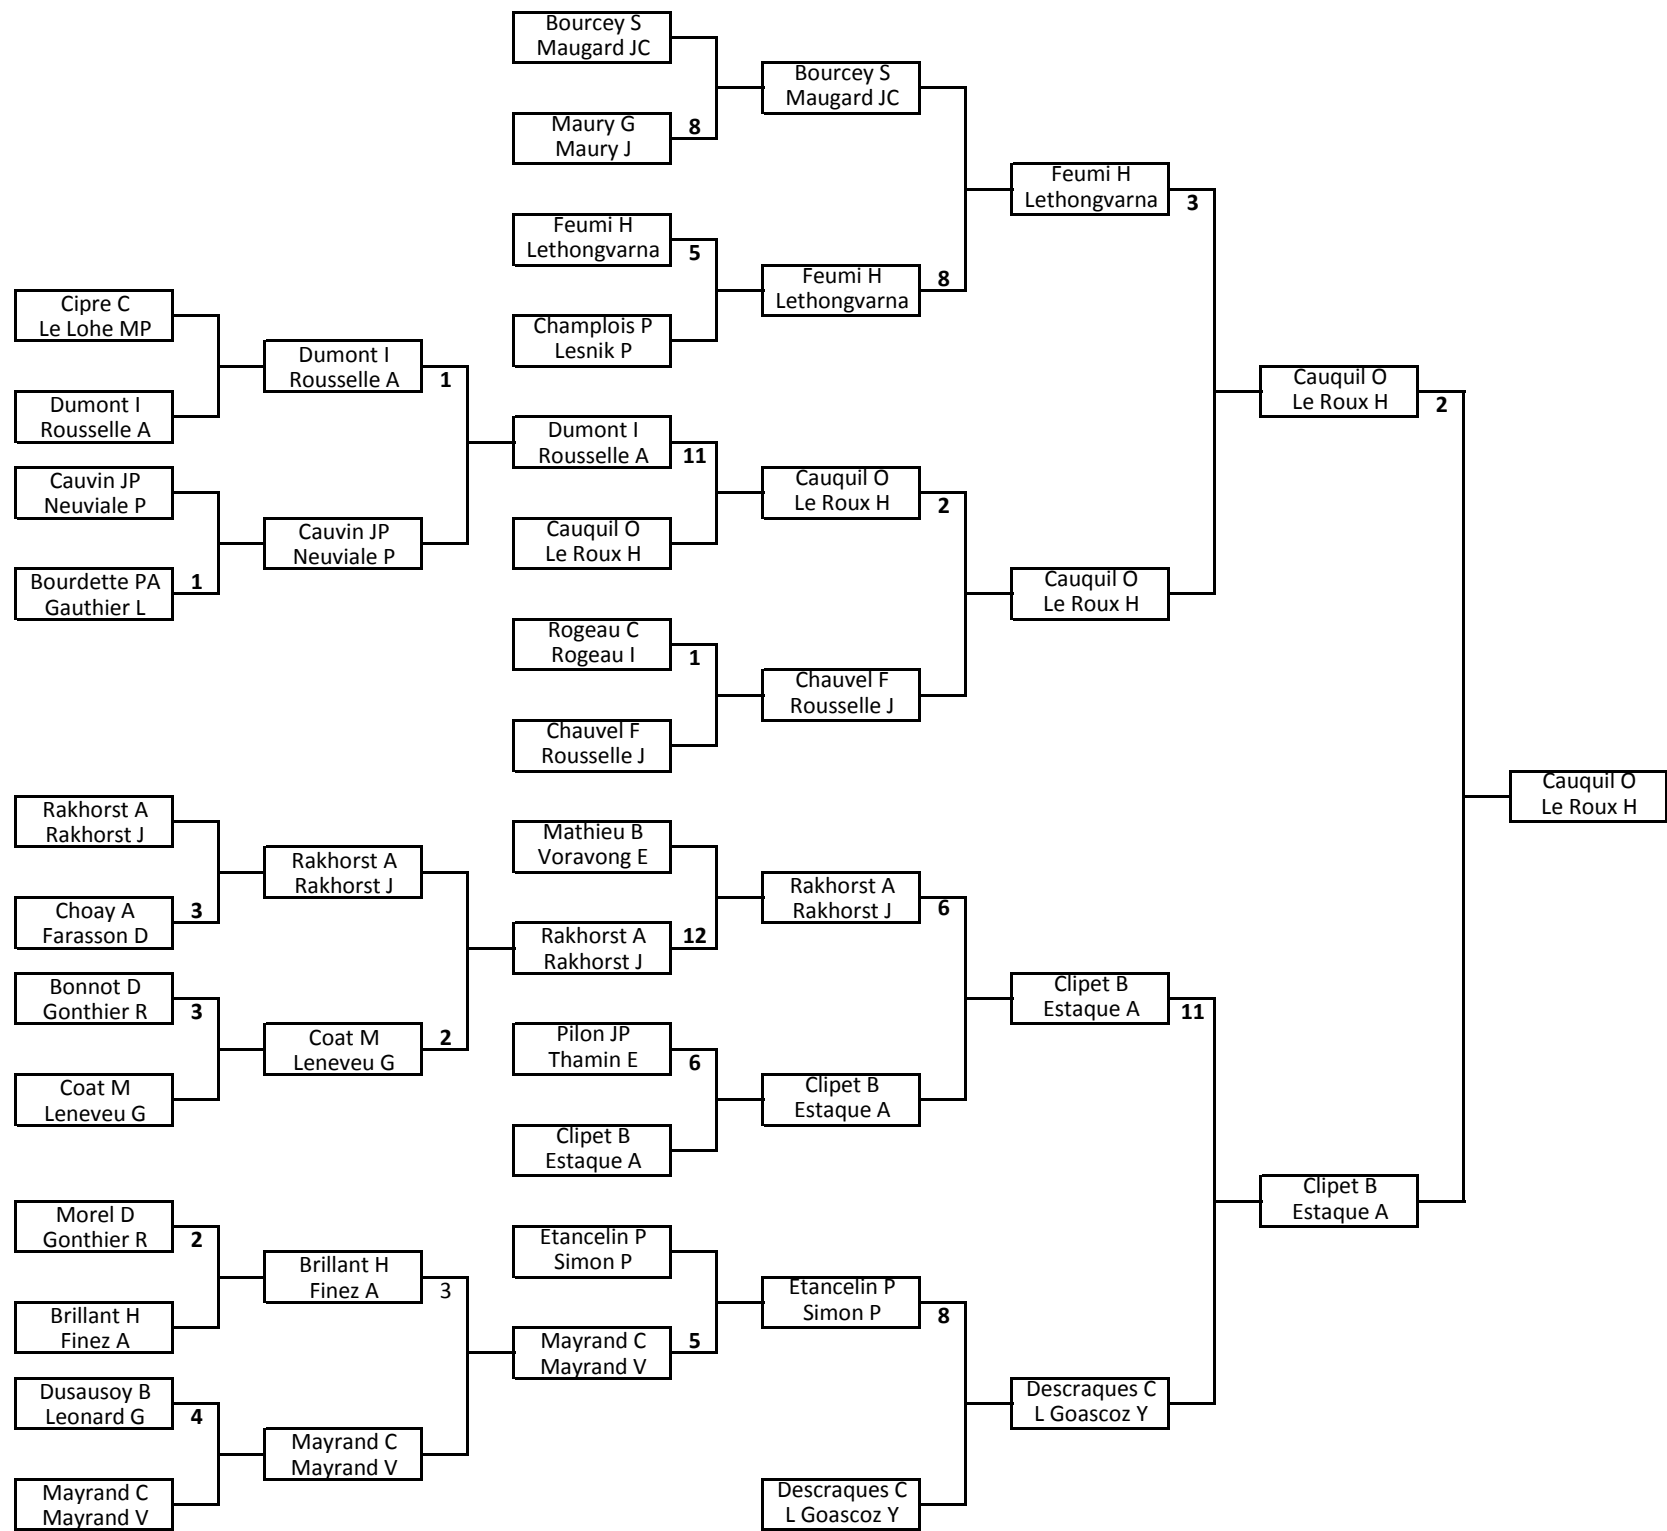 Bourcey S
Maugard JC
Maury G
Maury J
8
Bourcey S
Maugard JC
Feumi H
Lethongvarna
5
Champlois P
Lesnik P
Feumi H
Lethongvarna
8
Feumi H
Lethongvarna
3
Cipre C
Le Lohe MP
Dumont I
Rousselle A
Dumont I
Rousselle A
1
Cauvin JP
Neuviale P
Bourdette PA
Gauthier L
1
Cauvin JP
Neuviale P
Dumont I
Rousselle A
11
Cauquil O
Le Roux H
Cauquil O
Le Roux H
2
Rogeau C
Rogeau I
1
Chauvel F
Rousselle J
Chauvel F
Rousselle J
Cauquil O
Le Roux H
Cauquil O
Le Roux H
2
Rakhorst A
Rakhorst J
Choay A
Farasson D
3
Rakhorst A
Rakhorst J
Bonnot D
Gonthier R
3
Coat M
Leneveu G
Coat M
Leneveu G
2
Mathieu B
Voravong E
Rakhorst A
Rakhorst J
12
Rakhorst A
Rakhorst J
6
Pilon JP
Thamin E
6
Clipet B
Estaque A
Clipet B
Estaque A
Clipet B
Estaque A
11
Morel D
Gonthier R
2
Brillant H
Finez A
Brillant H
Finez A
3
Dusausoy B
Leonard G
4
Mayrand C
Mayrand V
Mayrand C
Mayrand V
Etancelin P
Simon P
Mayrand C
Mayrand V
5
Etancelin P
Simon P
8
Descraques C
L Goascoz Y
Descraques C
L Goascoz Y
Clipet B
Estaque A
Cauquil O
Le Roux H